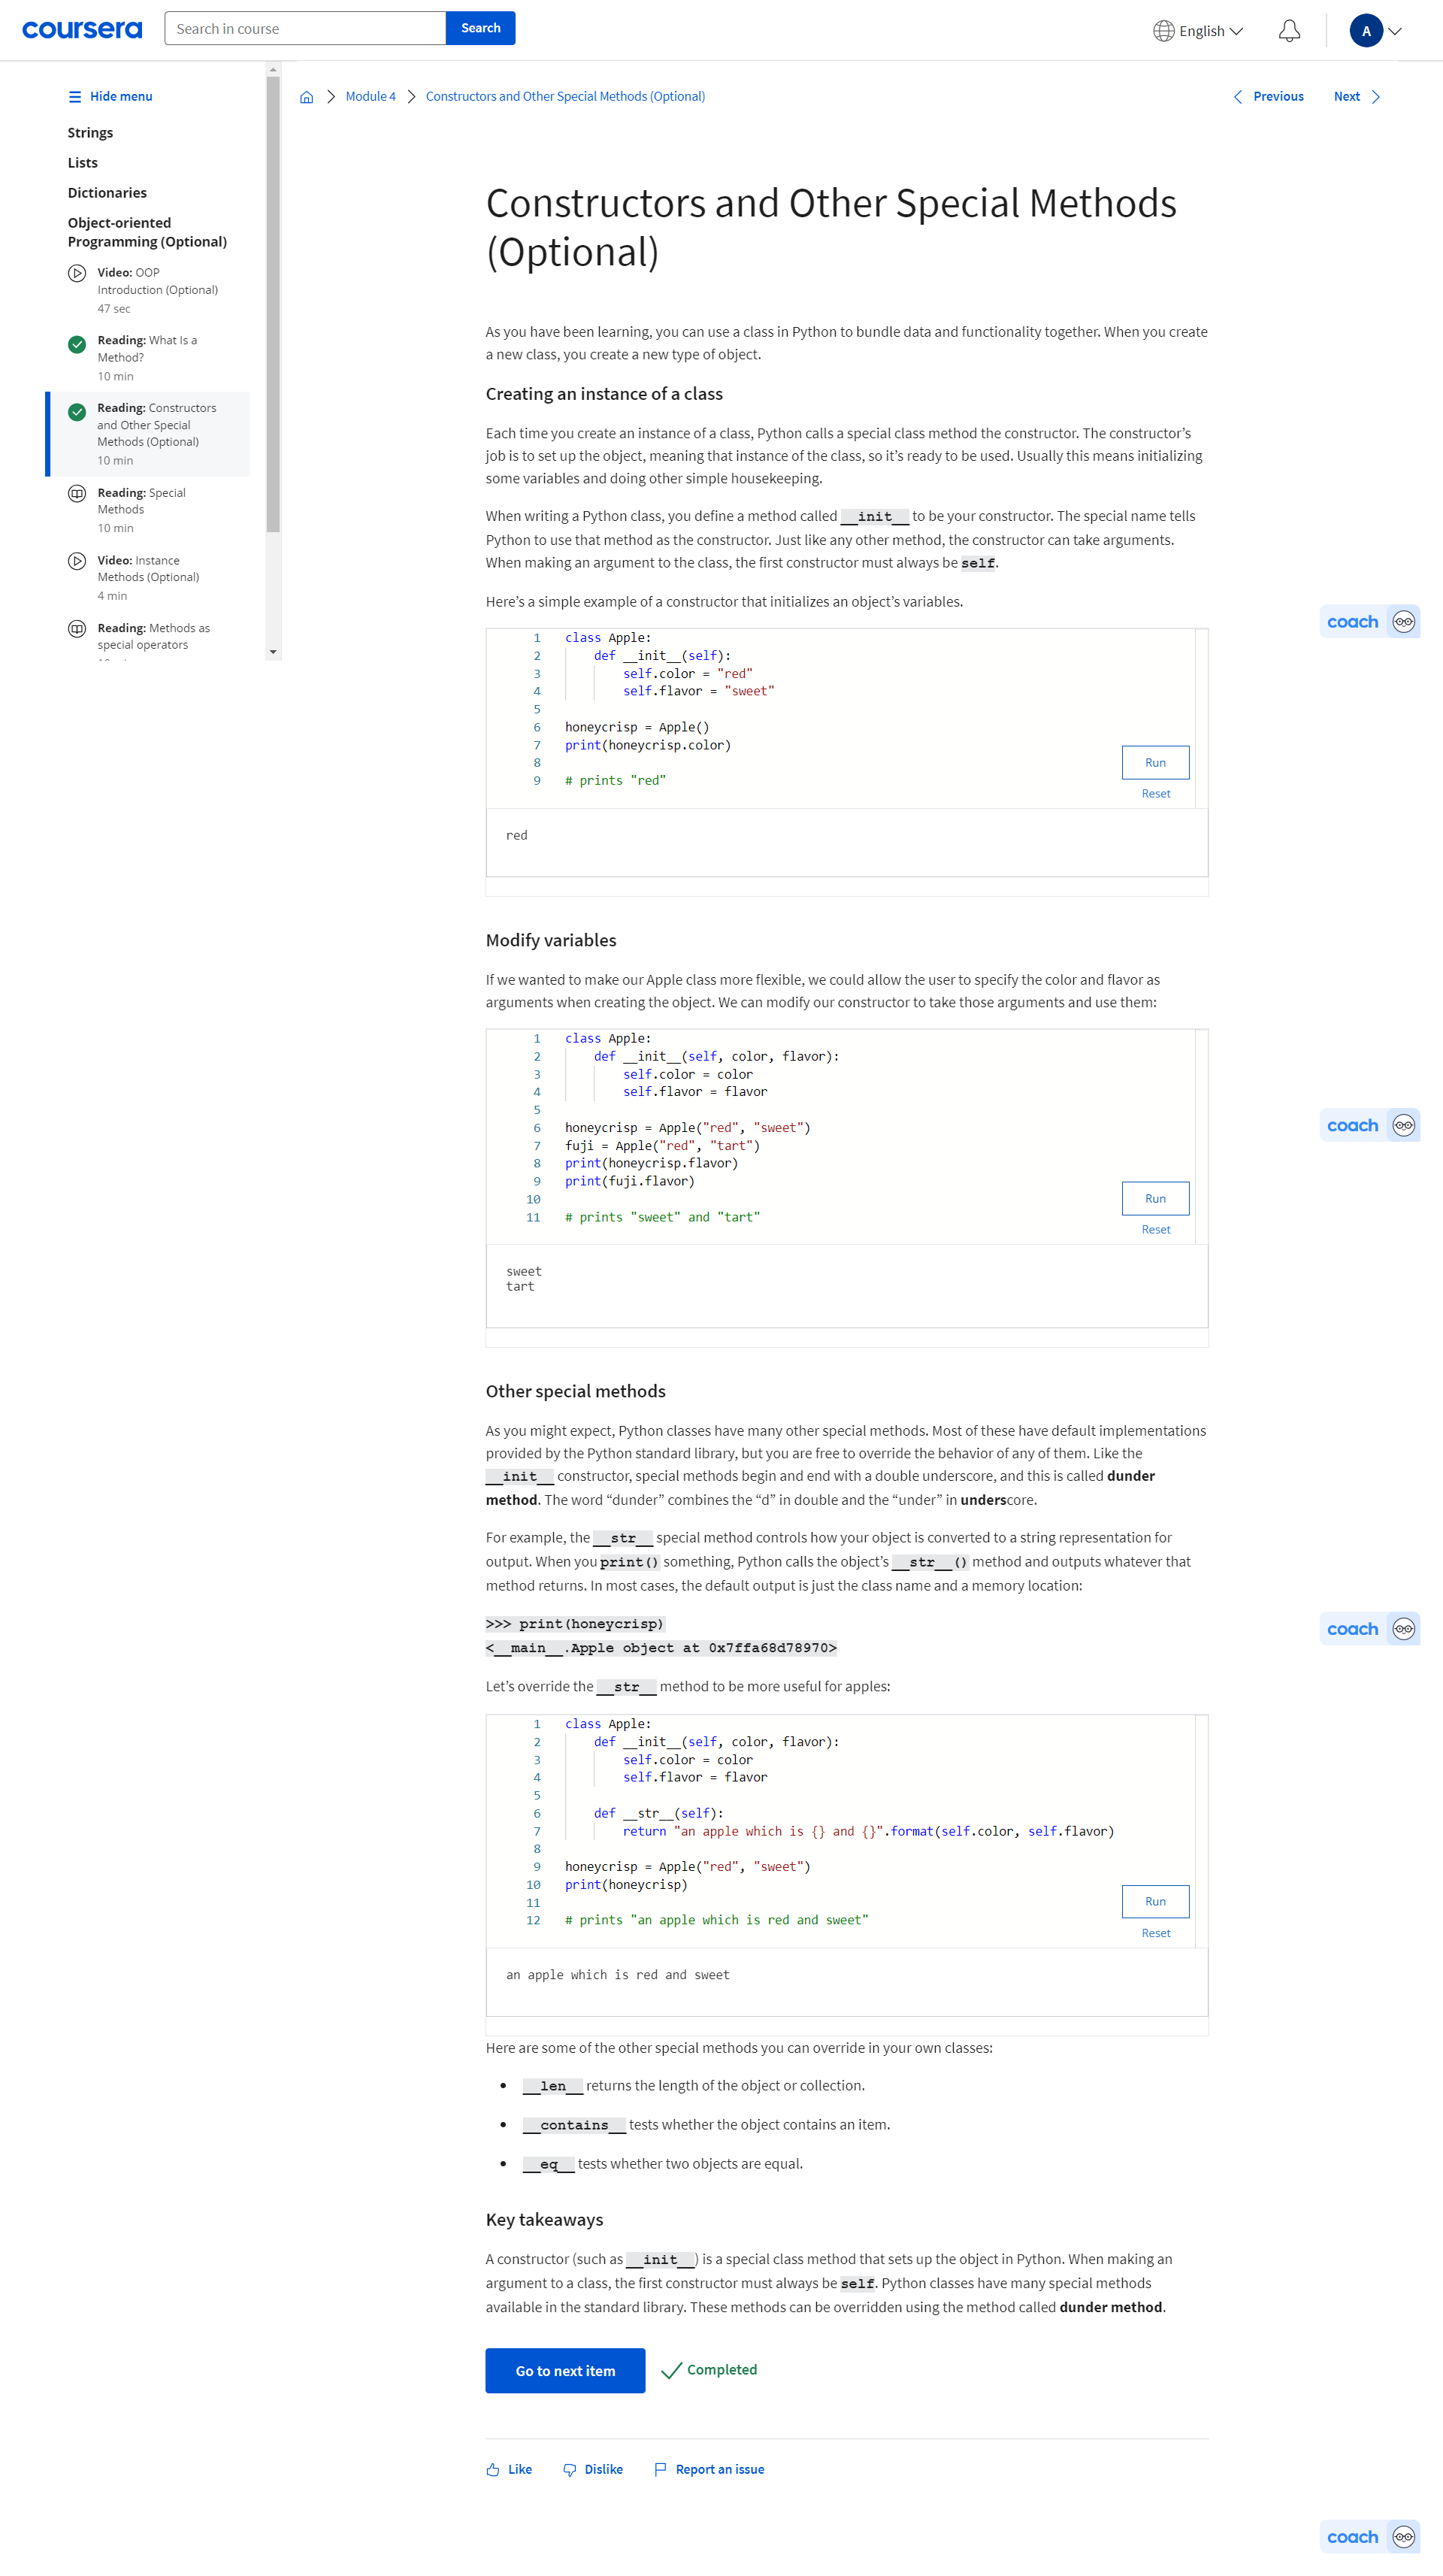 coursera
Search in course
Search
English
A
Hide menu
Strings
Lists
Dictionaries
Object-oriented
Programming (Optional)
Video: OOP
Introduction (Optional)
47 sec
Reading: What Is a
Method?
10 min
Reading: Constructors
and Other Special
Methods (Optional)
10 min
Reading: Special
Methods
10 min
Video: Instance
Methods (Optional)
4 min
Reading: Methods as
special operators
Module 4
Constructors and Other Special Methods (Optional)
Previous
Next
Constructors and Other Special Methods
(Optional)
As you have been learning, you can use a class in Python to bundle data and functionality together. When you create
a new class, you create a new type of object.
Creating an instance of a class
Each time you create an instance of a class, Python calls a special class method the constructor. The constructor’s
job is to set up the object, meaning that instance of the class, so it’s ready to be used. Usually this means initializing
some variables and doing other simple housekeeping.
When writing a Python class, you define a method called __init__ to be your constructor. The special name tells
Python to use that method as the constructor. Just like any other method, the constructor can take arguments.
When making an argument to the class, the first constructor must always be self.
Here’s a simple example of a constructor that initializes an object’s variables.
coach
1 class Apple:
2     def __init__(self):
3         self.color = "red"
4         self.flavor = "sweet"
5
6 honeycrisp = Apple()
7 print(honeycrisp.color)
8
9 # prints "red"
Run
Reset
red
Modify variables
If we wanted to make our Apple class more flexible, we could allow the user to specify the color and flavor as
arguments when creating the object. We can modify our constructor to take those arguments and use them:
1 class Apple:
2     def __init__(self, color, flavor):
3         self.color = color
4         self.flavor = flavor
5
6 honeycrisp = Apple("red", "sweet")
7 fuji = Apple("red", "tart")
8 print(honeycrisp.flavor)
9 print(fuji.flavor)
10
11 # prints "sweet" and "tart"
coach
Run
Reset
sweet
tart
Other special methods
As you might expect, Python classes have many other special methods. Most of these have default implementations
provided by the Python standard library, but you are free to override the behavior of any of them. Like the
__init__ constructor, special methods begin and end with a double underscore, and this is called dunder
method. The word “dunder” combines the “d” in double and the “under” in underscore.
For example, the __str__ special method controls how your object is converted to a string representation for
output. When you print() something, Python calls the object’s __str__() method and outputs whatever that
method returns. In most cases, the default output is just the class name and a memory location:
>>> print(honeycrisp)
<__main__.Apple object at 0x7ffa68d78970>
coach
Let’s override the __str__ method to be more useful for apples:
1 class Apple:
2     def __init__(self, color, flavor):
3         self.color = color
4         self.flavor = flavor
5
6     def __str__(self):
7         return "an apple which is {} and {}".format(self.color, self.flavor)
8
9 honeycrisp = Apple("red", "sweet")
10 print(honeycrisp)
11
12 # prints "an apple which is red and sweet"
Run
Reset
an apple which is red and sweet
Here are some of the other special methods you can override in your own classes:
• __len__ returns the length of the object or collection.
• __contains__ tests whether the object contains an item.
• __eq__ tests whether two objects are equal.
Key takeaways
A constructor (such as __init__) is a special class method that sets up the object in Python. When making an
argument to a class, the first constructor must always be self. Python classes have many special methods
available in the standard library. These methods can be overridden using the method called dunder method.
Go to next item
Completed
Like
Dislike
Report an issue
coach